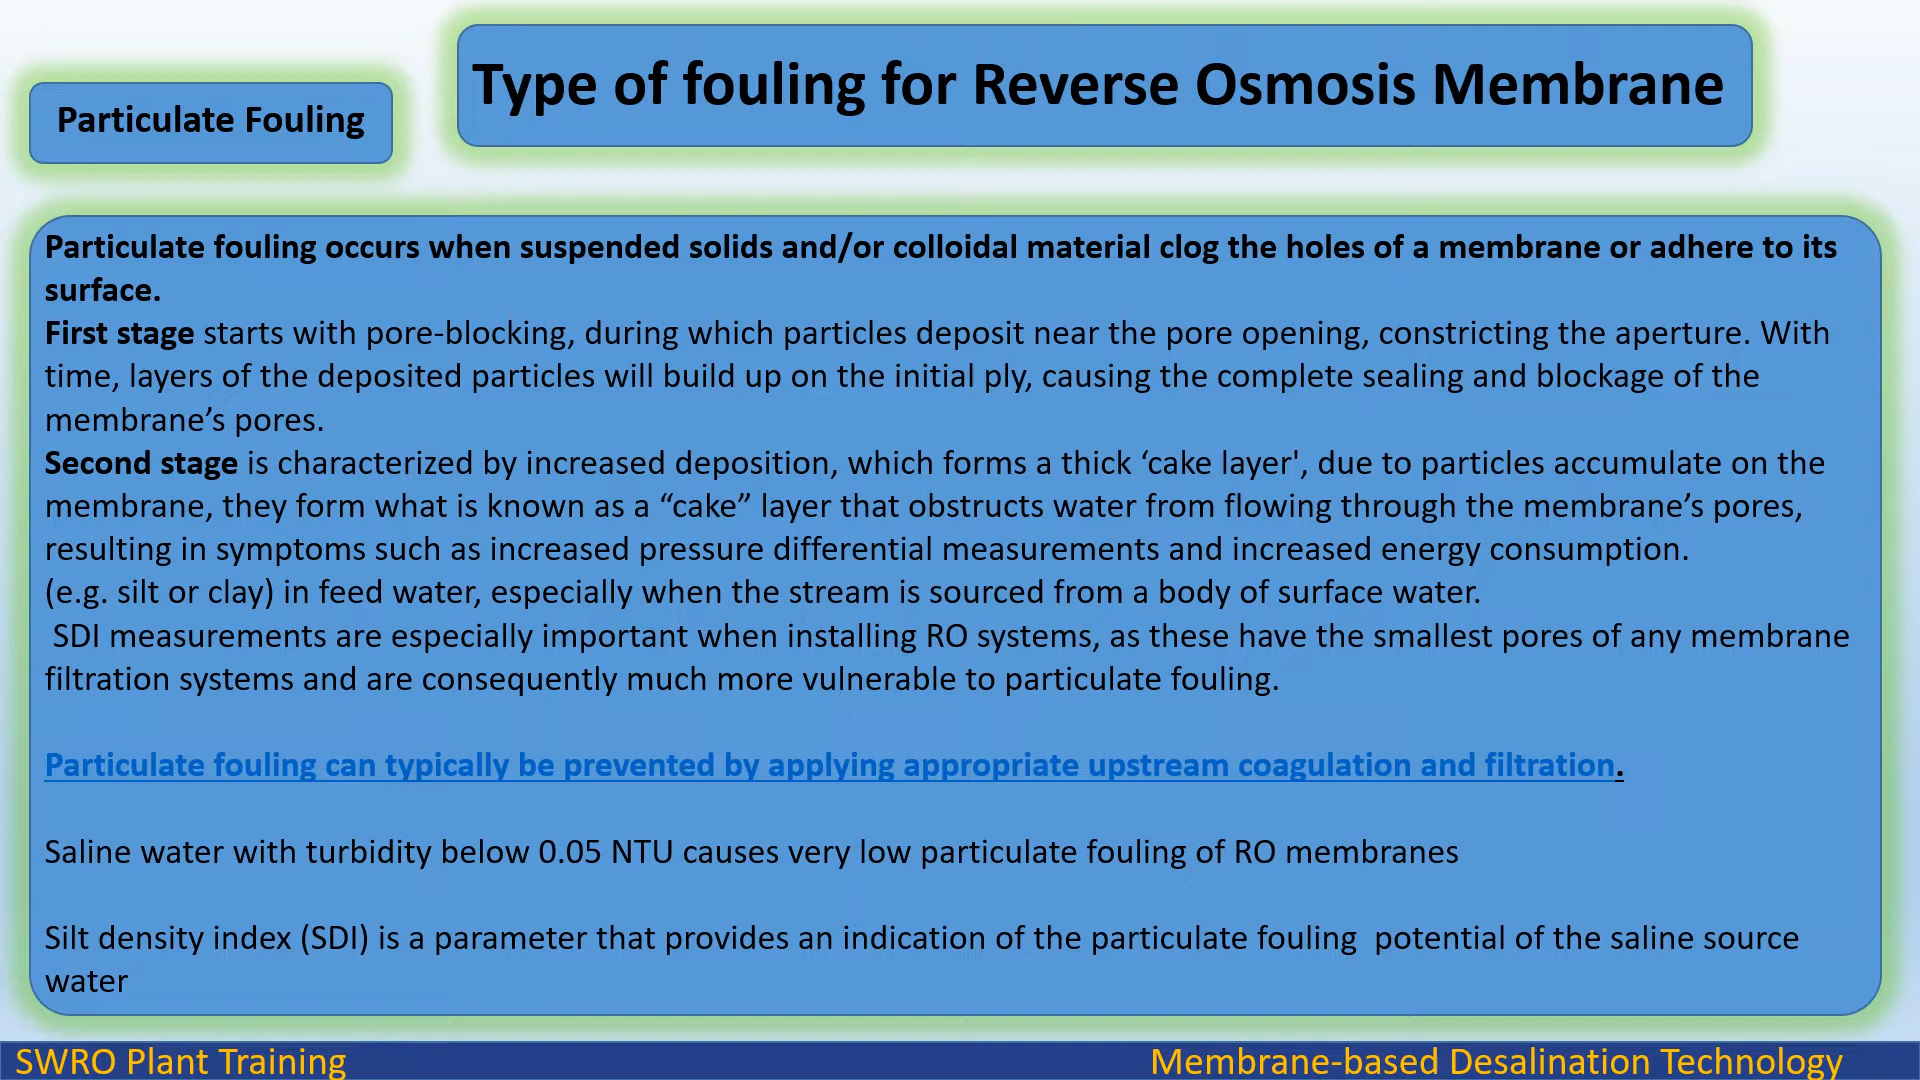 Type of fouling for Reverse Osmosis Membrane
Particulate Fouling
Particulate fouling occurs when suspended solids and/or colloidal material clog the holes of a membrane or adhere to its
surface.
First stage starts with pore-blocking, during which particles deposit near the pore opening, constricting the aperture. With
time, layers of the deposited particles will build up on the initial ply, causing the complete sealing and blockage of the
membrane’s pores.
Second stage is characterized by increased deposition, which forms a thick ‘cake layer', due to particles accumulate on the
membrane, they form what is known as a “cake” layer that obstructs water from flowing through the membrane’s pores,
resulting in symptoms such as increased pressure differential measurements and increased energy consumption.
(e.g. silt or clay) in feed water, especially when the stream is sourced from a body of surface water.
SDI measurements are especially important when installing RO systems, as these have the smallest pores of any membrane
filtration systems and are consequently much more vulnerable to particulate fouling.
Particulate fouling can typically be prevented by applying appropriate upstream coagulation and filtration.
Saline water with turbidity below 0.05 NTU causes very low particulate fouling of RO membranes
Silt density index (SDI) is a parameter that provides an indication of the particulate fouling  potential of the saline source
water
SWRO Plant Training
Membrane-based Desalination Technology